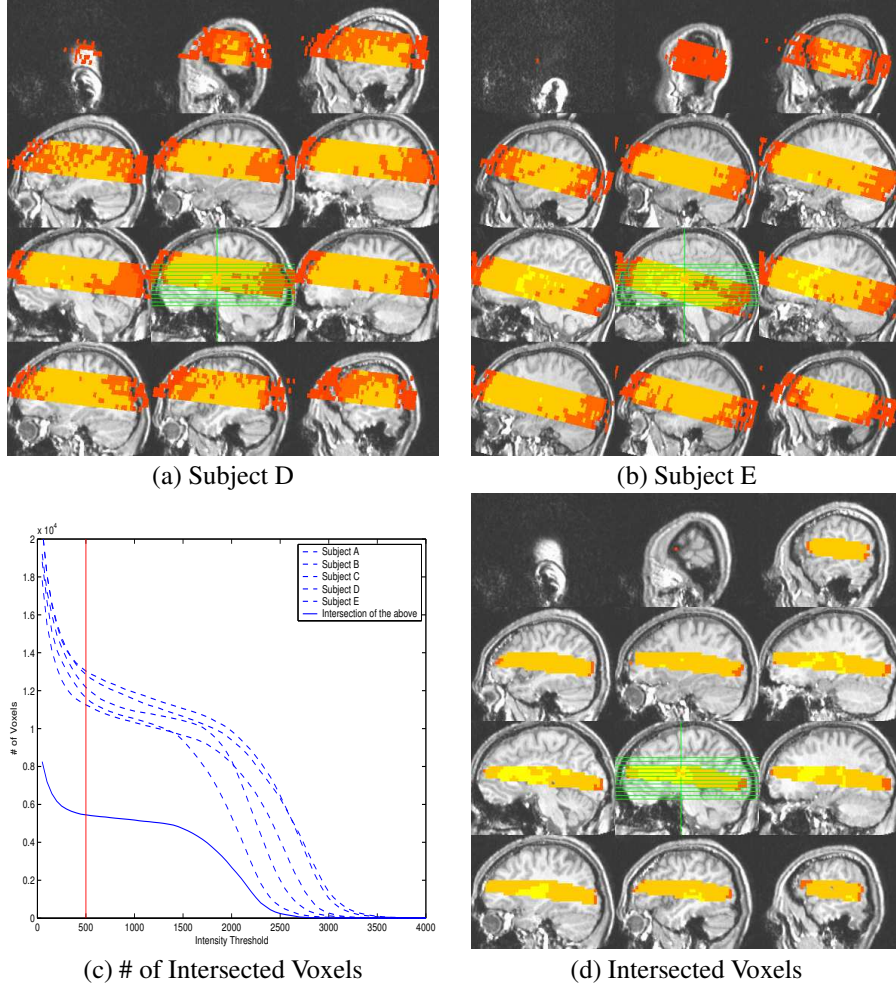 (a) Subject D
(b) Subject E
x 10^4
2
1.8
1.6
1.4
1.2
1
0.8
0.6
0.4
0.2
0
# of Voxels
0 500 1000 1500 2000 2500 3000 3500 4000
Intensity Threshold
Subject A
Subject B
Subject C
Subject D
Subject E
Intersection of the above
(c) # of Intersected Voxels
(d) Intersected Voxels